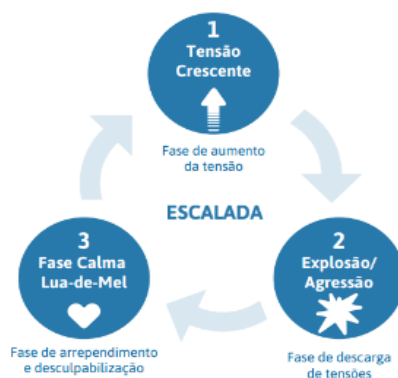 1
Tensão
Crescente
Fase de aumento
da tensão
ESCALADA
2
Explosão/
Agressão
Fase de descarga
de tensões
3
Fase Calma
Lua-de-Mel
Fase de arrependimento
e desculpabilização